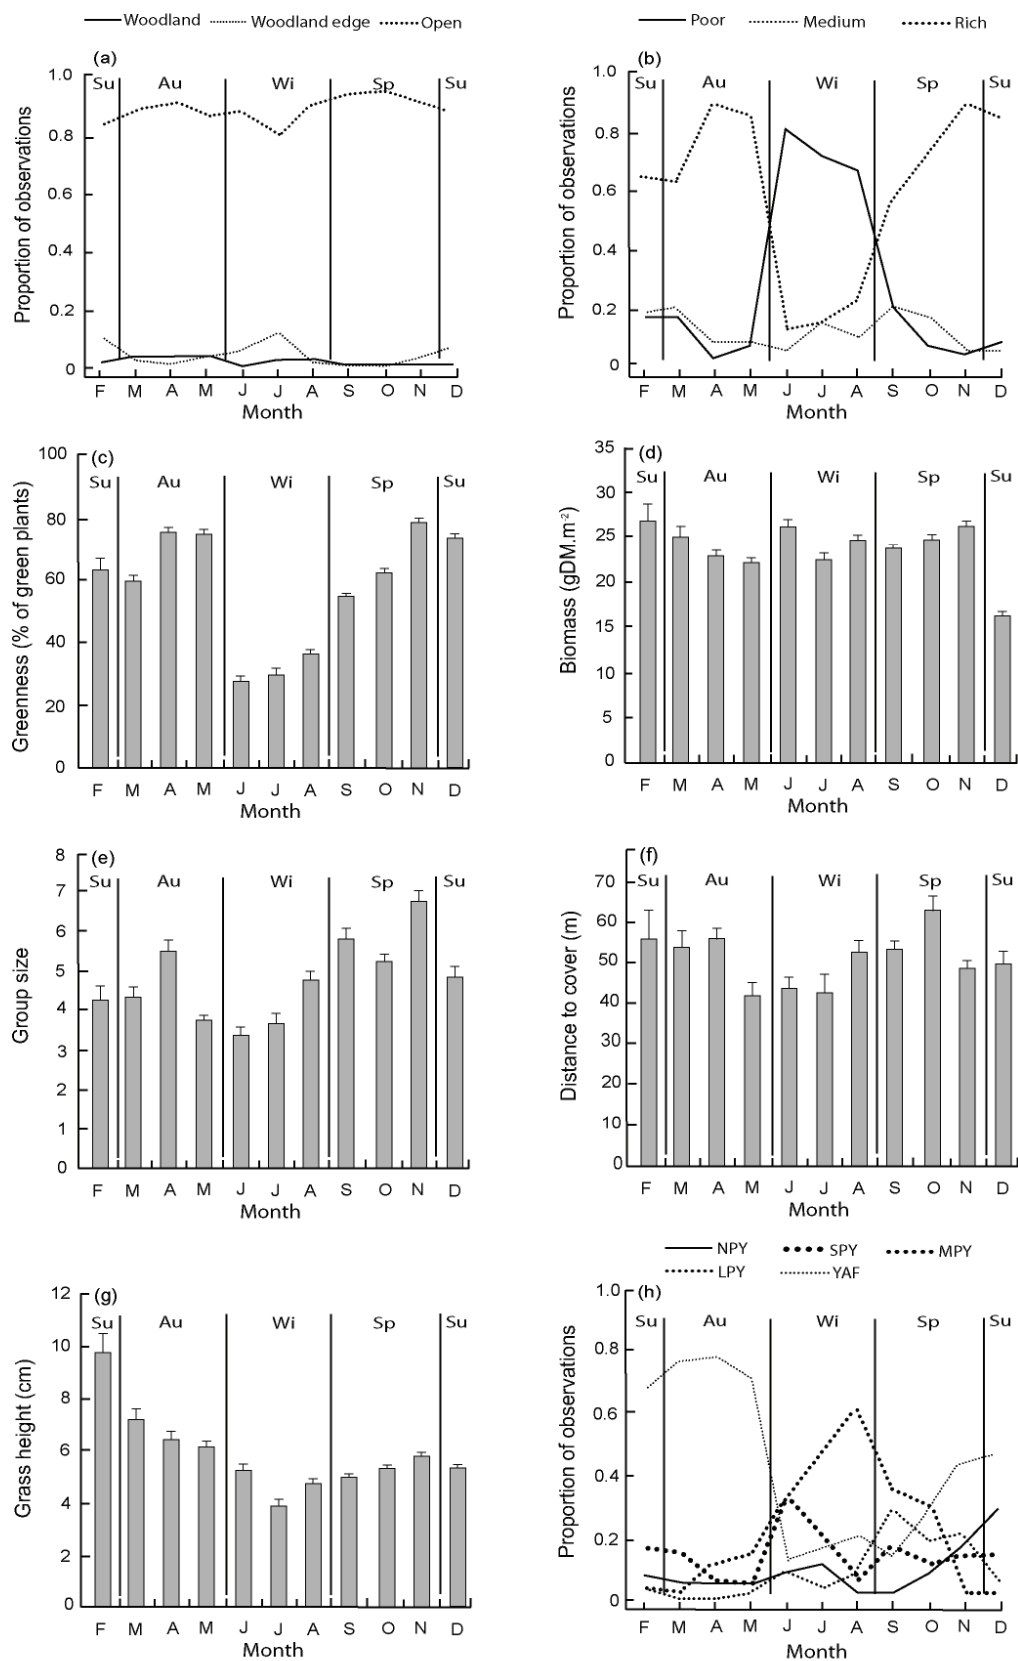 Woodland Woodland edge Open
(a)
Su Au Wi Sp Su
1.0
0.8
0.6
0.4
0.2
0
Proportion of observations
F M A M J J A S O N D
Month
Poor Medium Rich
(b)
Su Au Wi Sp Su
1.0
0.8
0.6
0.4
0.2
0
Proportion of observations
F M A M J J A S O N D
Month
(c)
Su Au Wi Sp Su
100
80
60
40
20
0
Greenness (% of green plants)
F M A M J J A S O N D
Month
(d)
Su Au Wi Sp Su
35
30
25
20
15
10
5
0
Biomass (gDM.m-2)
F M A M J J A S O N D
Month
(e)
Su Au Wi Sp Su
8
7
6
5
4
3
2
1
0
Group size
F M A M J J A S O N D
Month
(f)
Su Au Wi Sp Su
70
60
50
40
30
20
10
0
Distance to cover (m)
F M A M J J A S O N D
Month
(g)
Su Au Wi Sp Su
12
10
8
6
4
2
0
Grass height (cm)
F M A M J J A S O N D
Month
NPY SPY MPY
LPY YAF
(h)
Su Au Wi Sp Su
1.0
0.8
0.6
0.4
0.2
0
Proportion of observations
F M A M J J A S O N D
Month